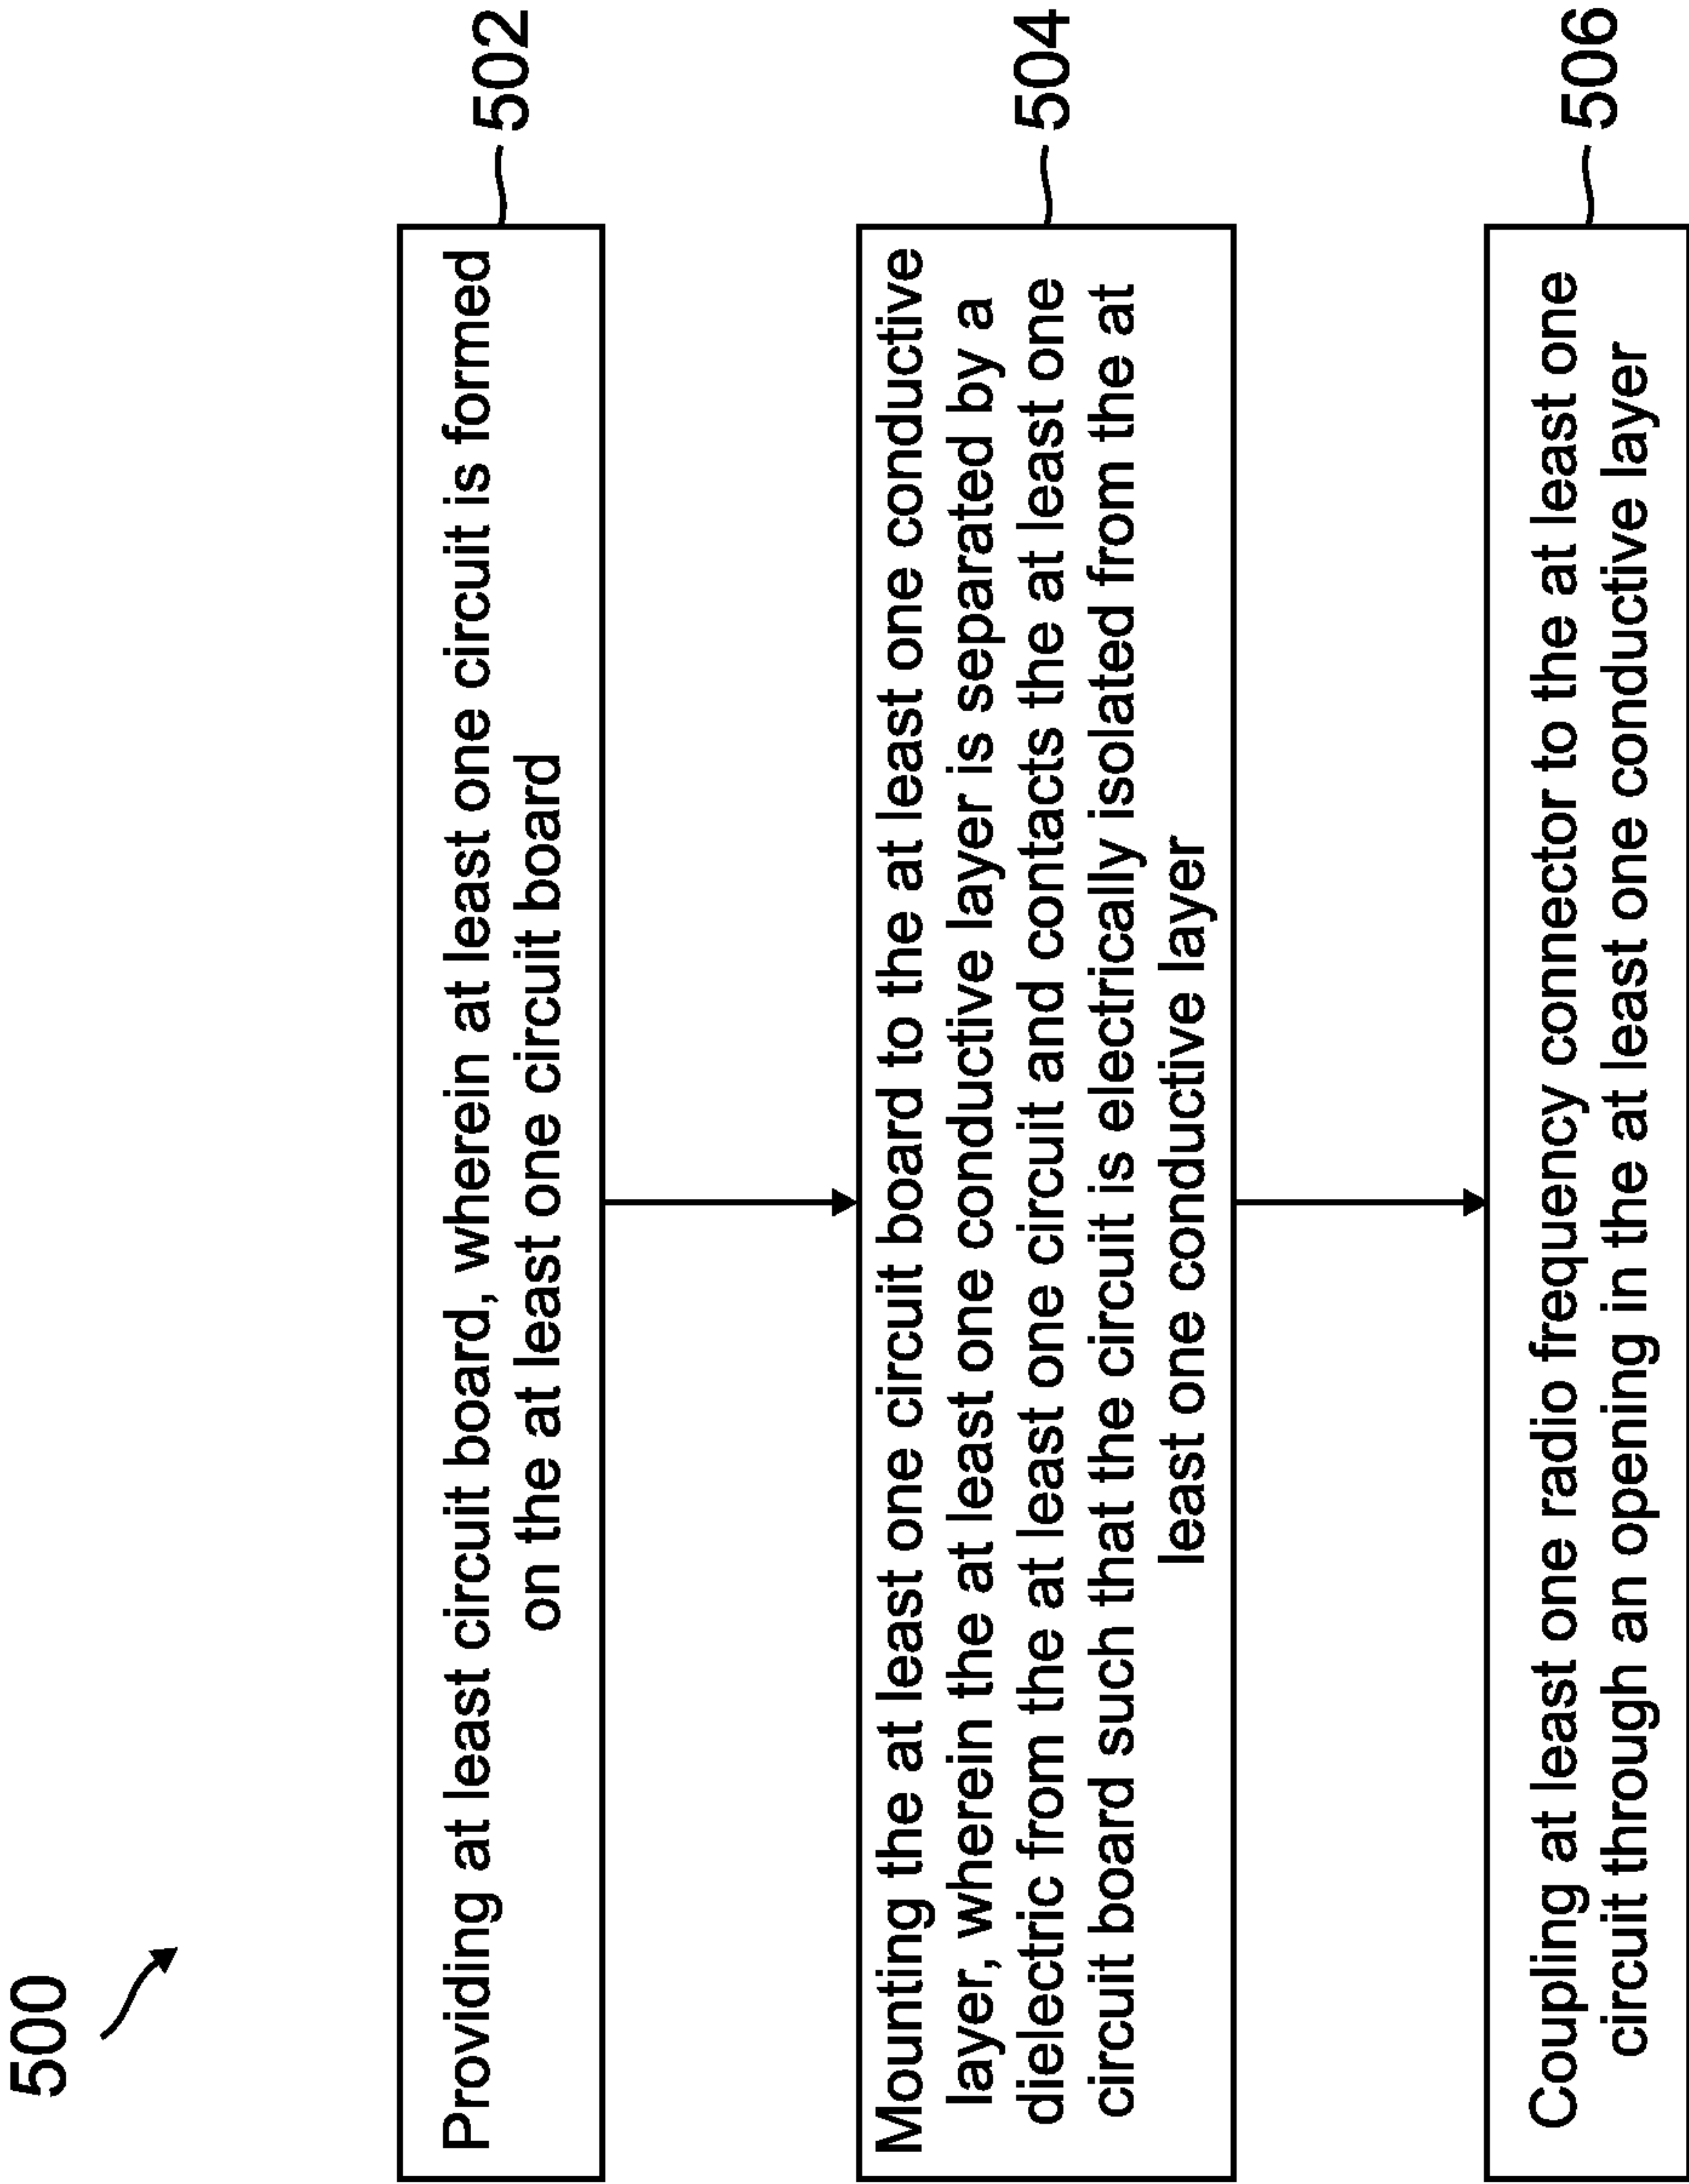 500
Providing at least circuit board, wherein at least one circuit is formed
on the at least one circuit board
502
Mounting the at least one circuit board to the at least one conductive
layer, wherein the at least one conductive layer is separated by a
dielectric from the at least one circuit and contacts the at least one
circuit board such that the circuit is electrically isolated from the at
least one conductive layer
504
Coupling at least one radio frequency connector to the at least one
circuit through an opening in the at least one conductive layer
506